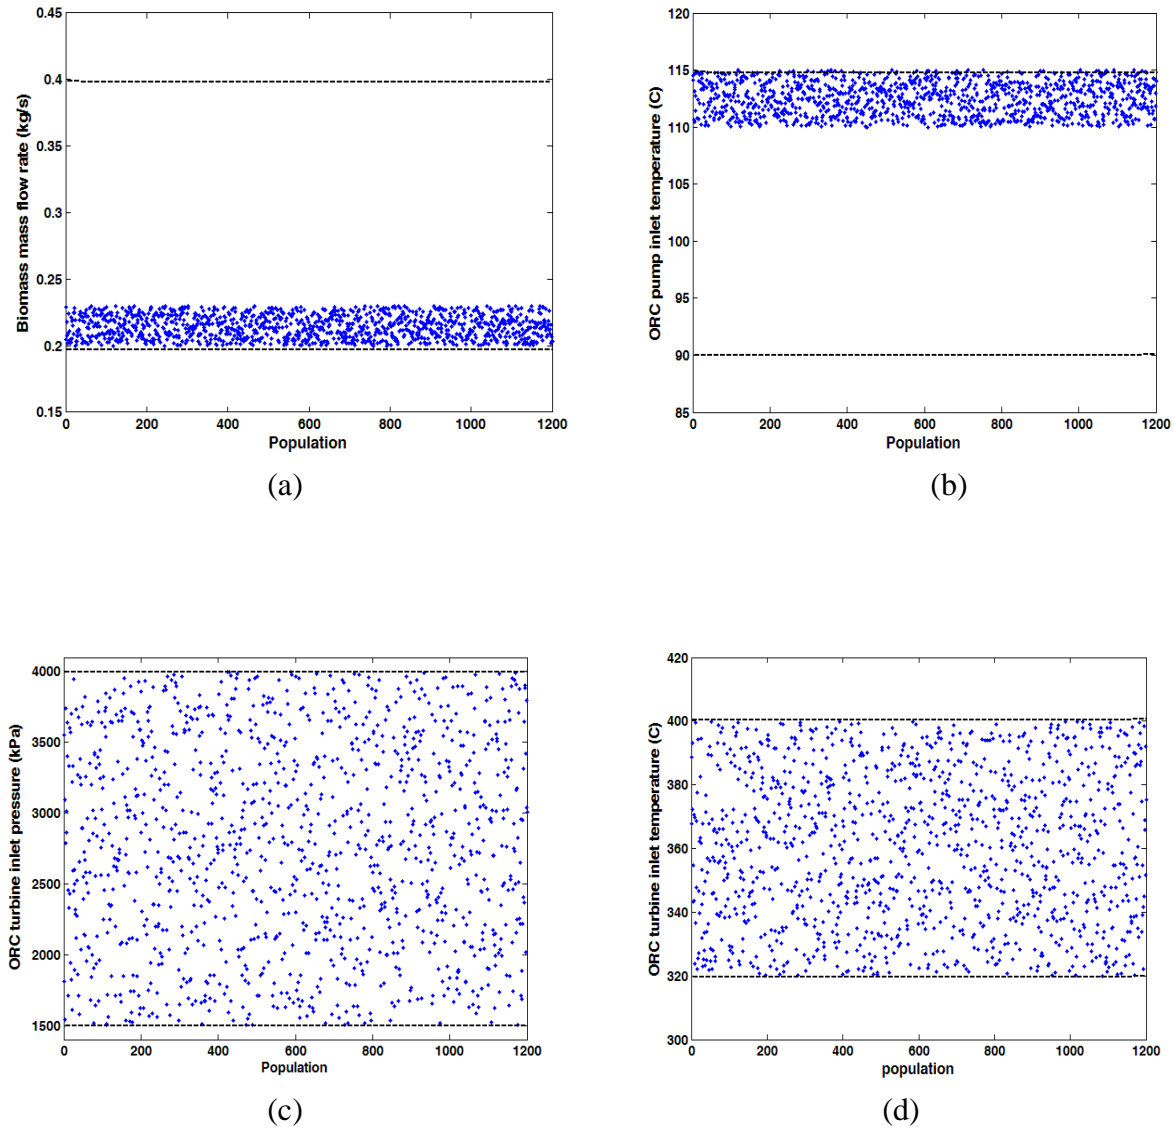 0.45
0.4
0.35
0.3
0.25
0.2
0.15
Biomass mass flow rate (kg/s)
0 200 400 600 800 1000 1200
Population
(a)
120
115
110
105
100
95
90
85
ORC pump inlet temperature (C)
0 200 400 600 800 1000 1200
Population
(b)
4000
3500
3000
2500
2000
1500
ORC turbine inlet pressure (kPa)
0 200 400 600 800 1000 1200
Population
(c)
420
400
380
360
340
320
300
ORC turbine inlet temperature (C)
0 200 400 600 800 1000 1200
population
(d)